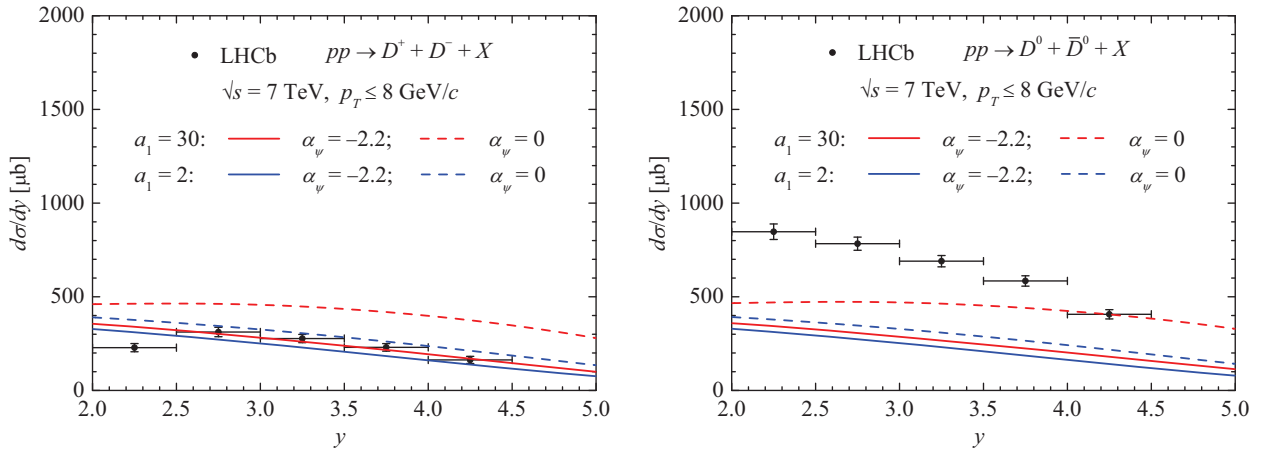 2000
1500
1000
500
0
dσ/dy [μb]
LHCb pp → D⁺ + D⁻ + X
√s = 7 TeV, p_T ≤ 8 GeV/c
a₁ = 30: α_ψ = –2.2; α_ψ = 0
a₁ = 2: α_ψ = –2.2; α_ψ = 0
2.0 2.5 3.0 3.5 4.0 4.5 5.0
y
2000
1500
1000
500
0
dσ/dy [μb]
LHCb pp → D⁰ + D̅⁰ + X
√s = 7 TeV, p_T ≤ 8 GeV/c
a₁ = 30: α_ψ = –2.2; α_ψ = 0
a₁ = 2: α_ψ = –2.2; α_ψ = 0
2.0 2.5 3.0 3.5 4.0 4.5 5.0
y